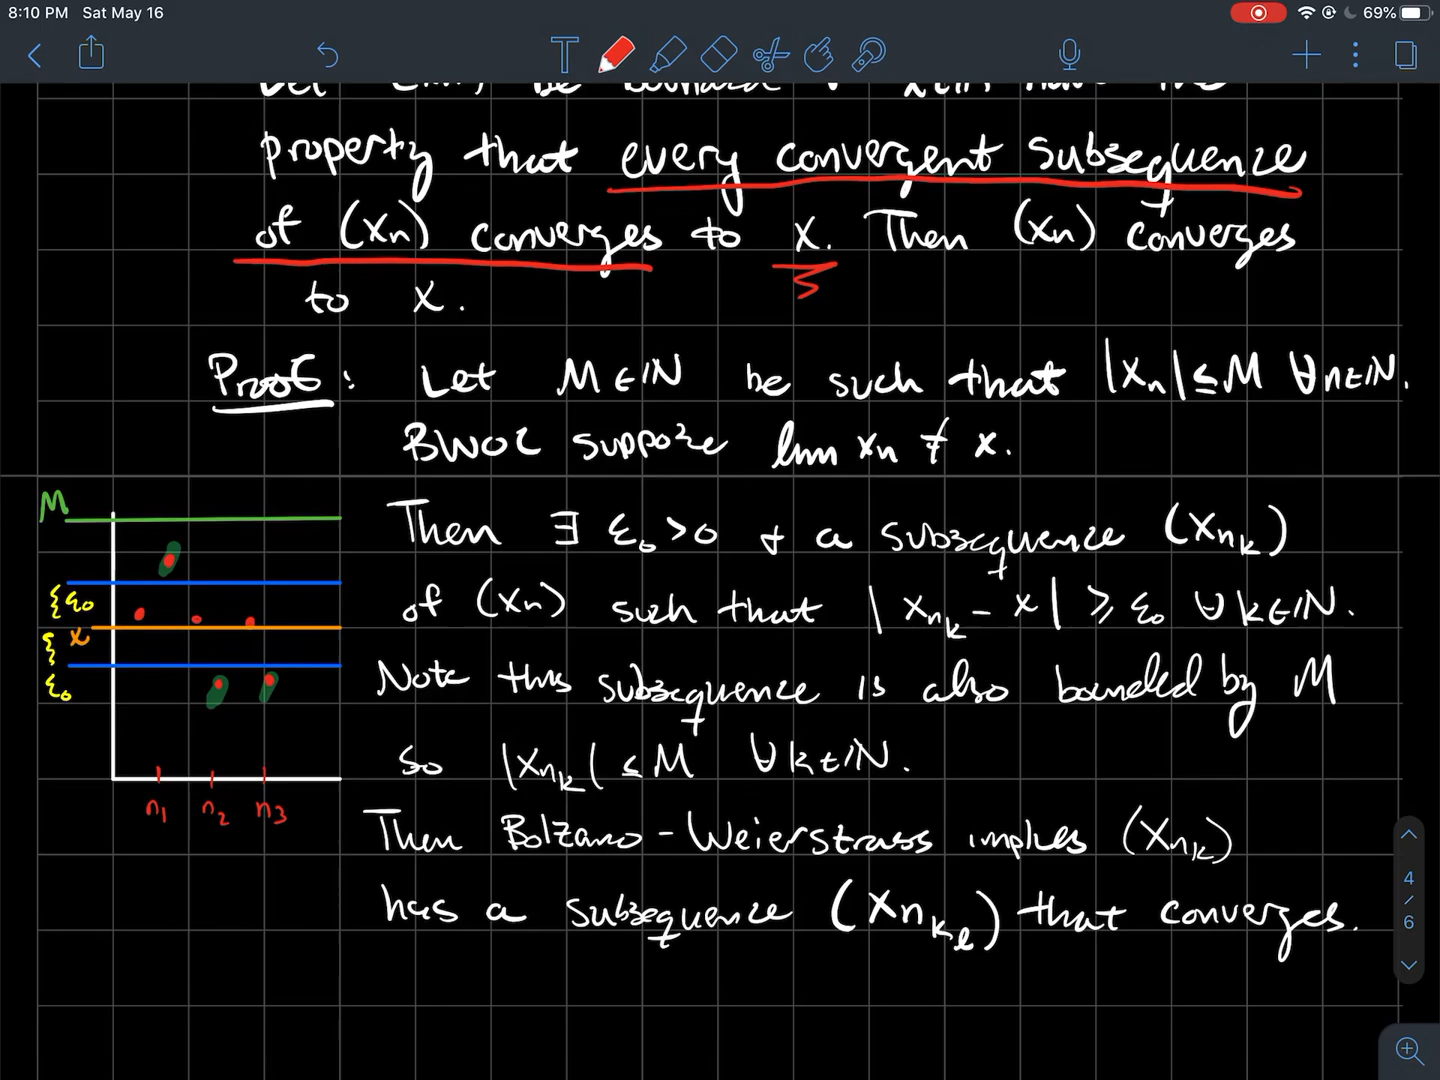 8:10 PM Sat May 16
69%
be bounded
property that every convergent subsequence
of (xn) converges to x. Then (xn) converges
to x.
Proof: Let M∈ℕ be such that |xn| ≤ M ∀n∈ℕ.
BWOC suppose lim xn ≠ x.
M
Then ∃ ε₀>0 & a subsequence (xnₖ)
of (xn) such that |xnₖ - x| ≥ ε₀ ∀k∈ℕ.
{ε₀
x
{
ε₀
Note this subsequence is also bounded by M
so |xnₖ| ≤ M ∀k∈ℕ.
n₁ n₂ n₃
Then Bolzano-Weierstrass implies (xnₖ)
has a subsequence (xnₖₗ) that converges.
4
/
6